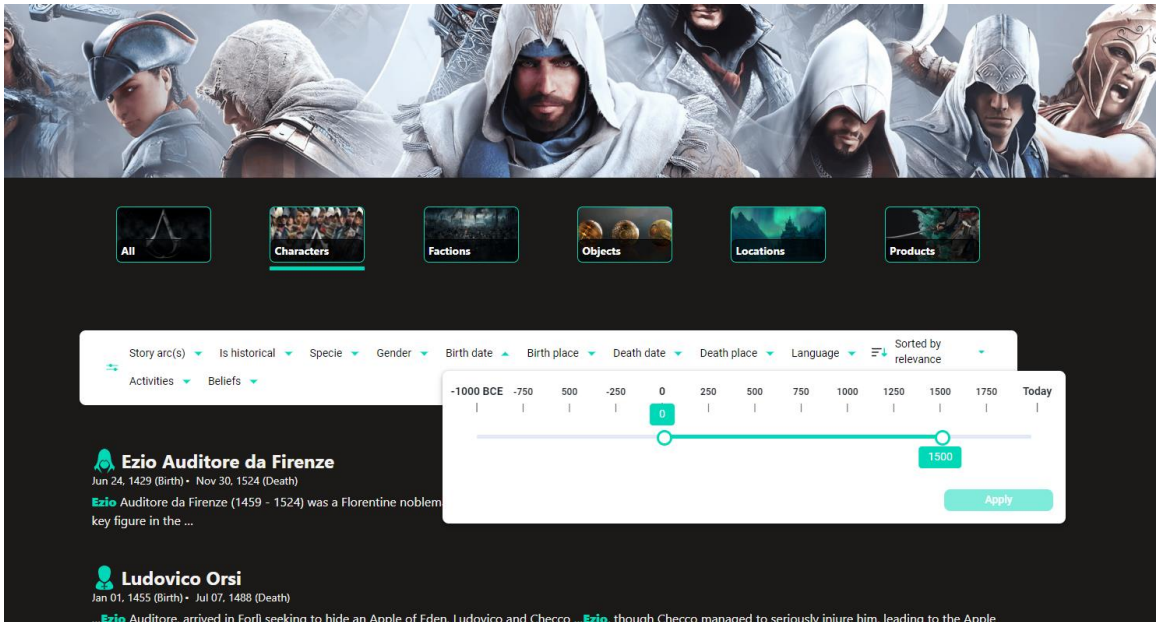 All
Characters
Factions
Objects
Locations
Products
Story arc(s) Is historical Specie Gender Birth date Birth place Death date Death place Language Sorted by
relevance
Activities Beliefs
-1000 BCE -750 500 -250 0 250 500 750 1000 1250 1500 1750 Today
0
1500
Apply
Ezio Auditore da Firenze
Jun 24, 1429 (Birth) • Nov 30, 1524 (Death)
Ezio Auditore da Firenze (1459 - 1524) was a Florentine noblem
key figure in the ...
Ludovico Orsi
Jan 01, 1455 (Birth) • Jul 07, 1488 (Death)
...Ezio Auditore, arrived in Forlì seeking to hide an Apple of Eden, Ludovico and Checco ...Ezio, though Checco managed to seriously injure him, leading to the Apple